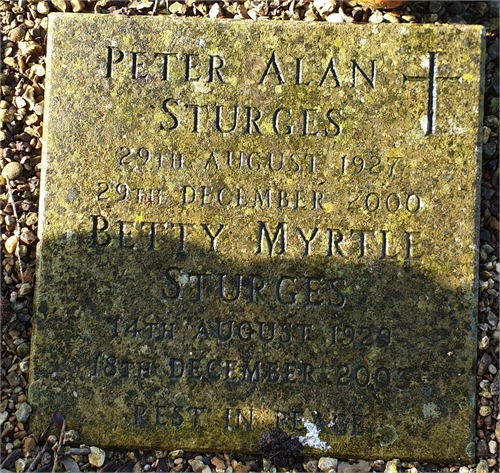 PETER ALAN
STURGES
29TH AUGUST 1927
29TH DECEMBER 2000
BETTY MYRTLE
STURGES
14TH AUGUST
18TH DECEMBER
REST IN PEACE